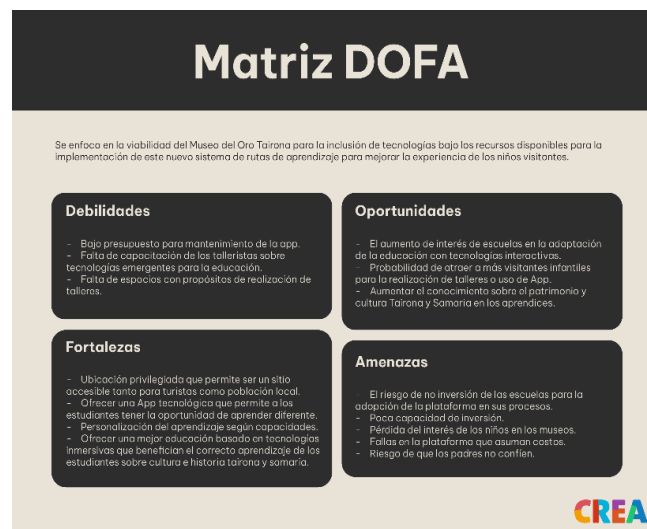 Matriz DOFA
Se enfoca en la viabilidad del Museo del Oro Tairona para la inclusión de tecnologías bajo los recursos disponibles para la
implementación de este nuevo sistema de rutas de aprendizaje para mejorar la experiencia de los niños visitantes.
Debilidades
- Bajo presupuesto para mantenimiento de la app.
- Falta de capacitación de los talleristas sobre
tecnologías emergentes para la educación.
- Falta de espacios con propósitos de realización de
talleres.
Oportunidades
- El aumento de interés de escuelas en la adaptación
de la educación con tecnologías interactivas.
- Probabilidad de atraer a más visitantes infantiles
para la realización de talleres o uso de App.
- Aumentar el conocimiento sobre el patrimonio y
cultura Tairona y Samaria en los aprendices.
Fortalezas
- Ubicación privilegiada que permite ser un sitio
accesible tanto para turistas como población local.
- Ofrecer una App tecnológica que permite a los
estudiantes tener la oportunidad de aprender diferente.
- Personalización del aprendizaje según capacidades.
- Ofrecer una mejor educación basado en tecnologías
inmersivas que benefician el correcto aprendizaje de los
estudiantes sobre cultura e historia tairona y samaria.
Amenazas
- El riesgo de no inversión de las escuelas para la
adopción de la plataforma en sus procesos.
- Poca capacidad de inversión.
- Pérdida del interés de los niños en los museos.
- Fallas en la plataforma que asuman costos.
- Riesgo de que los padres no confíen.
CREA